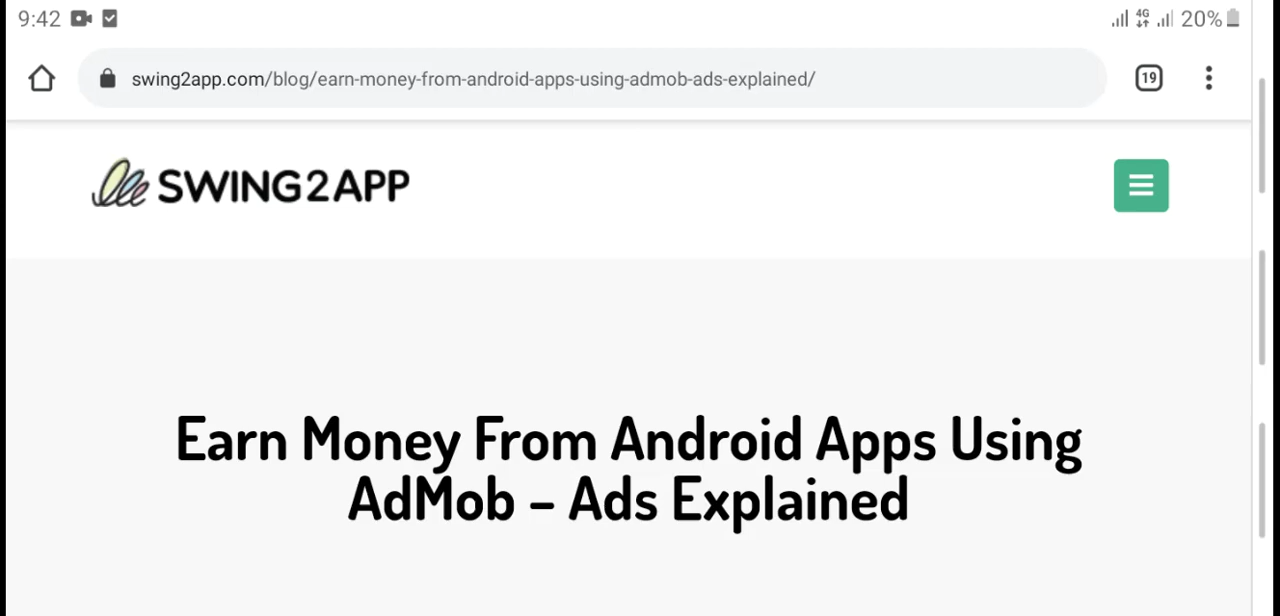 9:42 4G 20%
swing2app.com/blog/earn-money-from-android-apps-using-admob-ads-explained/ 19
SWING2APP
Earn Money From Android Apps Using
AdMob – Ads Explained